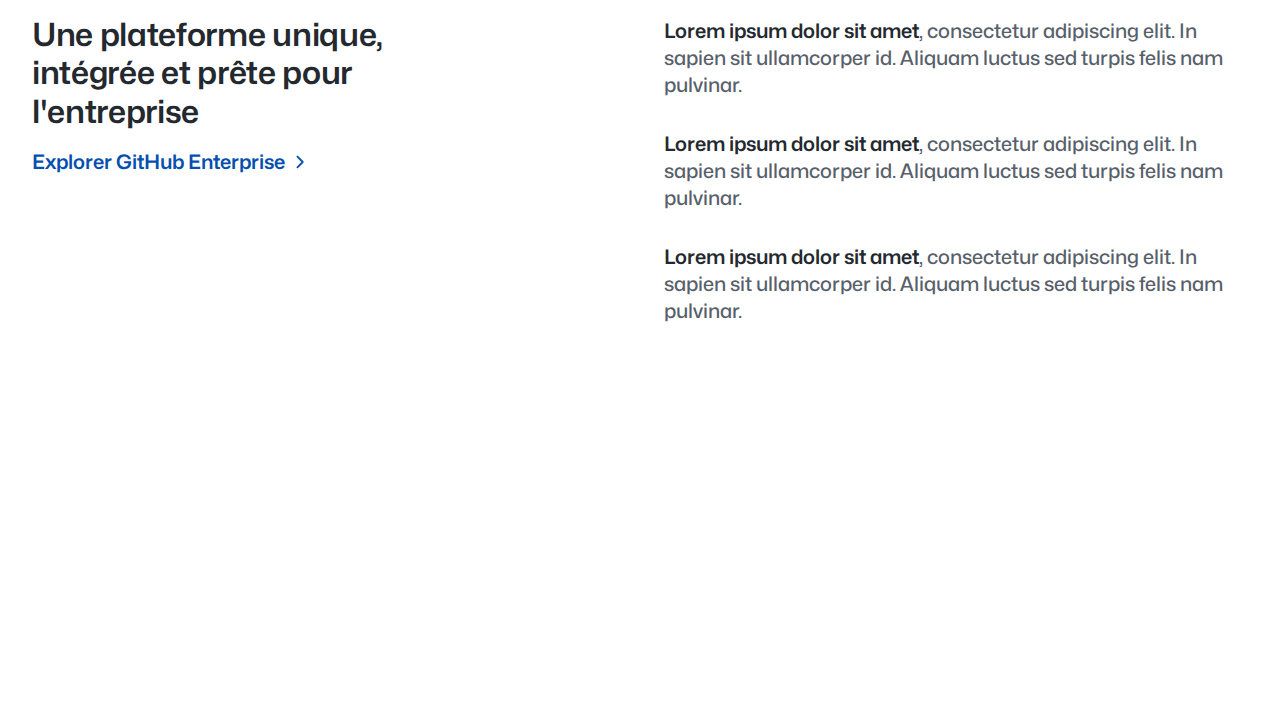 Une plateforme unique,
intégrée et prête pour
l'entreprise
Explorer GitHub Enterprise
Lorem ipsum dolor sit amet, consectetur adipiscing elit. In
sapien sit ullamcorper id. Aliquam luctus sed turpis felis nam
pulvinar.
Lorem ipsum dolor sit amet, consectetur adipiscing elit. In
sapien sit ullamcorper id. Aliquam luctus sed turpis felis nam
pulvinar.
Lorem ipsum dolor sit amet, consectetur adipiscing elit. In
sapien sit ullamcorper id. Aliquam luctus sed turpis felis nam
pulvinar.